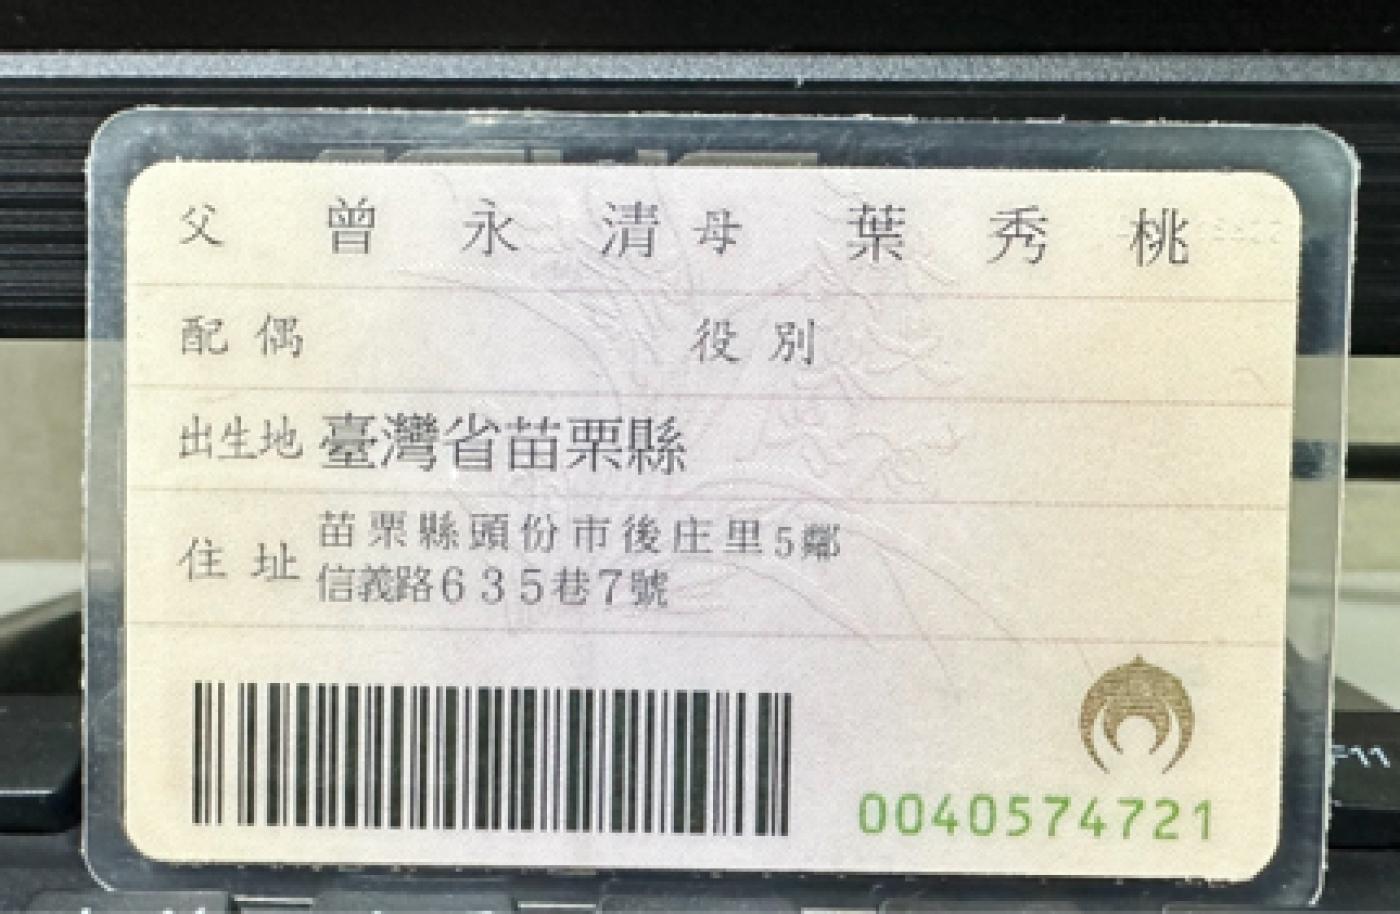 父 曾永清 母 葉秀桃
配偶 役別
出生地 臺灣省苗栗縣
住址 苗栗縣頭份市後庄里5鄰
信義路635巷7號
0040574721